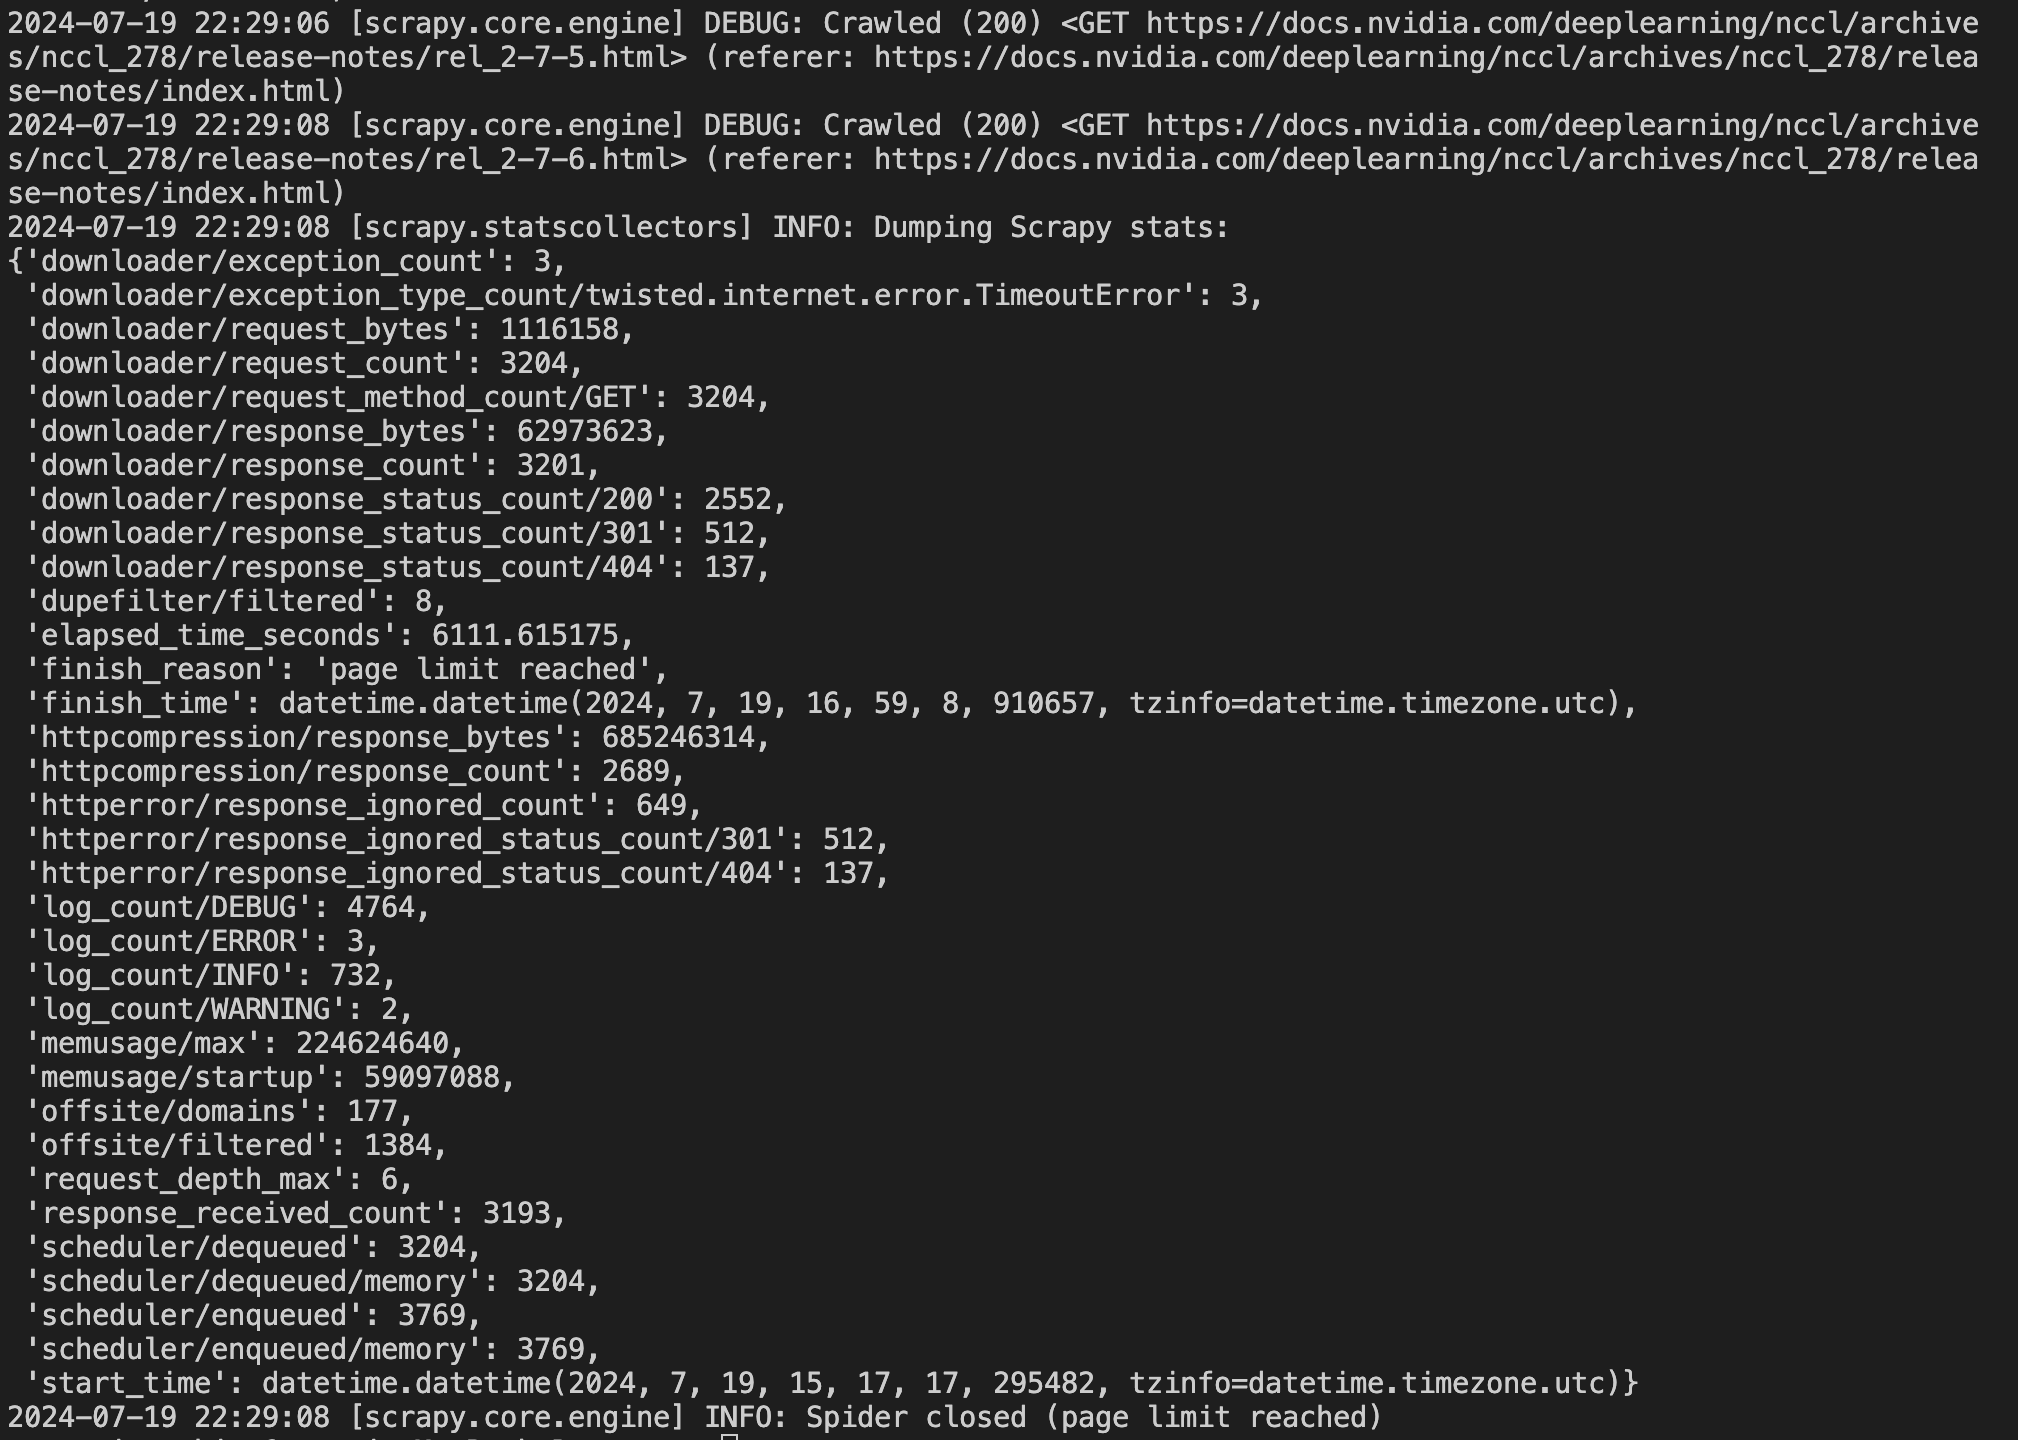 2024-07-19 22:29:06 [scrapy.core.engine] DEBUG: Crawled (200) <GET https://docs.nvidia.com/deeplearning/nccl/archive
s/nccl_278/release-notes/rel_2-7-5.html> (referer: https://docs.nvidia.com/deeplearning/nccl/archives/nccl_278/relea
se-notes/index.html)
2024-07-19 22:29:08 [scrapy.core.engine] DEBUG: Crawled (200) <GET https://docs.nvidia.com/deeplearning/nccl/archive
s/nccl_278/release-notes/rel_2-7-6.html> (referer: https://docs.nvidia.com/deeplearning/nccl/archives/nccl_278/relea
se-notes/index.html)
2024-07-19 22:29:08 [scrapy.statscollectors] INFO: Dumping Scrapy stats:
{'downloader/exception_count': 3,
 'downloader/exception_type_count/twisted.internet.error.TimeoutError': 3,
 'downloader/request_bytes': 1116158,
 'downloader/request_count': 3204,
 'downloader/request_method_count/GET': 3204,
 'downloader/response_bytes': 62973623,
 'downloader/response_count': 3201,
 'downloader/response_status_count/200': 2552,
 'downloader/response_status_count/301': 512,
 'downloader/response_status_count/404': 137,
 'dupefilter/filtered': 8,
 'elapsed_time_seconds': 6111.615175,
 'finish_reason': 'page limit reached',
 'finish_time': datetime.datetime(2024, 7, 19, 16, 59, 8, 910657, tzinfo=datetime.timezone.utc),
 'httpcompression/response_bytes': 685246314,
 'httpcompression/response_count': 2689,
 'httperror/response_ignored_count': 649,
 'httperror/response_ignored_status_count/301': 512,
 'httperror/response_ignored_status_count/404': 137,
 'log_count/DEBUG': 4764,
 'log_count/ERROR': 3,
 'log_count/INFO': 732,
 'log_count/WARNING': 2,
 'memusage/max': 224624640,
 'memusage/startup': 59097088,
 'offsite/domains': 177,
 'offsite/filtered': 1384,
 'request_depth_max': 6,
 'response_received_count': 3193,
 'scheduler/dequeued': 3204,
 'scheduler/dequeued/memory': 3204,
 'scheduler/enqueued': 3769,
 'scheduler/enqueued/memory': 3769,
 'start_time': datetime.datetime(2024, 7, 19, 15, 17, 17, 295482, tzinfo=datetime.timezone.utc)}
2024-07-19 22:29:08 [scrapy.core.engine] INFO: Spider closed (page limit reached)